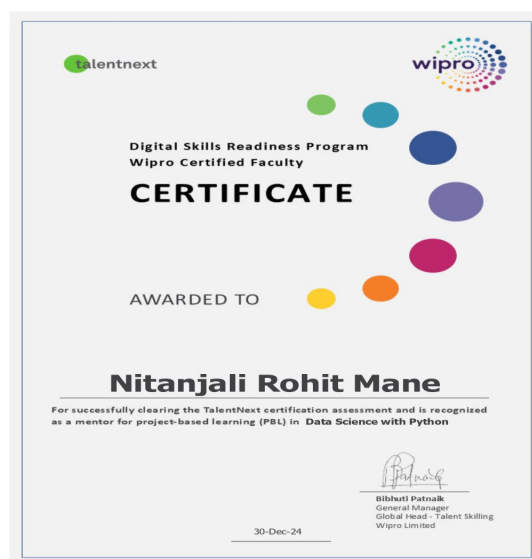 talentnext
wipro
Digital Skills Readiness Program
Wipro Certified Faculty
CERTIFICATE
AWARDED TO
Nitanjali Rohit Mane
For successfully clearing the TalentNext certification assessment and is recognized
as a mentor for project-based learning (PBL) in Data Science with Python
Bibhuti Patnaik
General Manager
Global Head - Talent Skilling
Wipro Limited
30-Dec-24